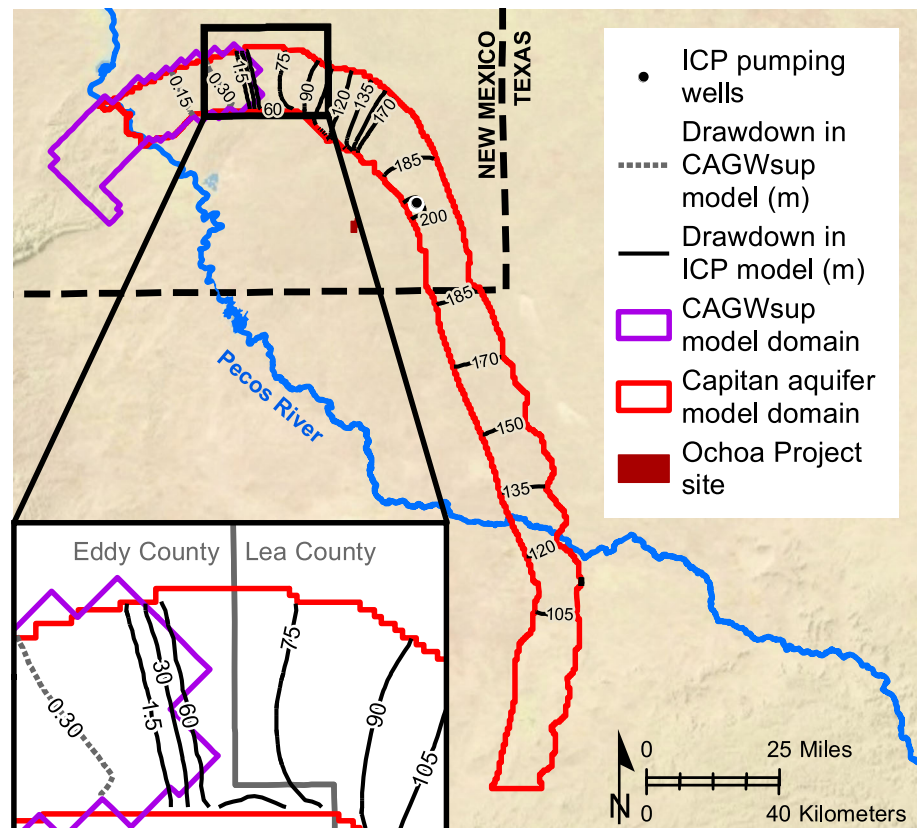 NEW MEXICO
TEXAS
ICP pumping
wells
Drawdown in
CAGWsup
model (m)
Drawdown in
ICP model (m)
CAGWsup
model domain
Capitan aquifer
model domain
Ochoa Project
site
0.15
0.30
1.5
60
75
90
120
135
170
185
200
185
170
150
135
120
105
Pecos River
Eddy County
Lea County
0.30
1.5
30
60
75
90
105
N
0 25 Miles
0 40 Kilometers